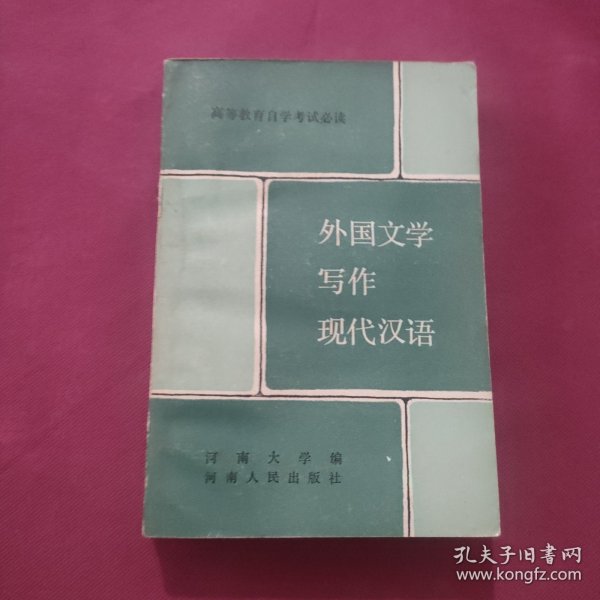 高等教育自学考试必读
外国文学
写作
现代汉语
河南大学编
河南人民出版社
孔夫子旧书网
www.kongfz.com